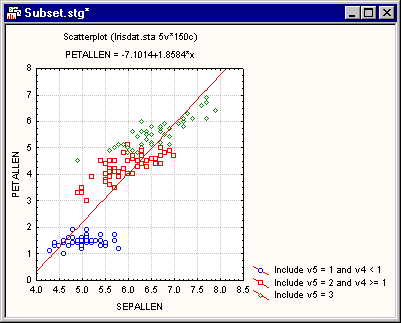 Subset.stg*
Scatterplot (Irisdat.sta 5v*150c)
PETALLEN = -7.1014+1.8584*x
8
7
6
5
4
3
2
1
0
PETALLEN
4.0 4.5 5.0 5.5 6.0 6.5 7.0 7.5 8.0 8.5
SEPALLEN
Include v5 = 1 and v4 < 1
Include v5 = 2 and v4 >= 1
Include v5 = 3